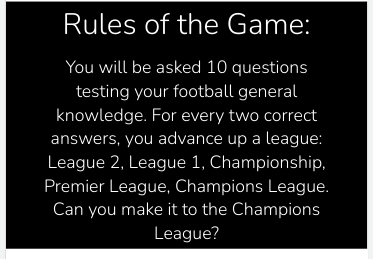 Rules of the Game:
You will be asked 10 questions
testing your football general
knowledge. For every two correct
answers, you advance up a league:
League 2, League 1, Championship,
Premier League, Champions League.
Can you make it to the Champions
League?